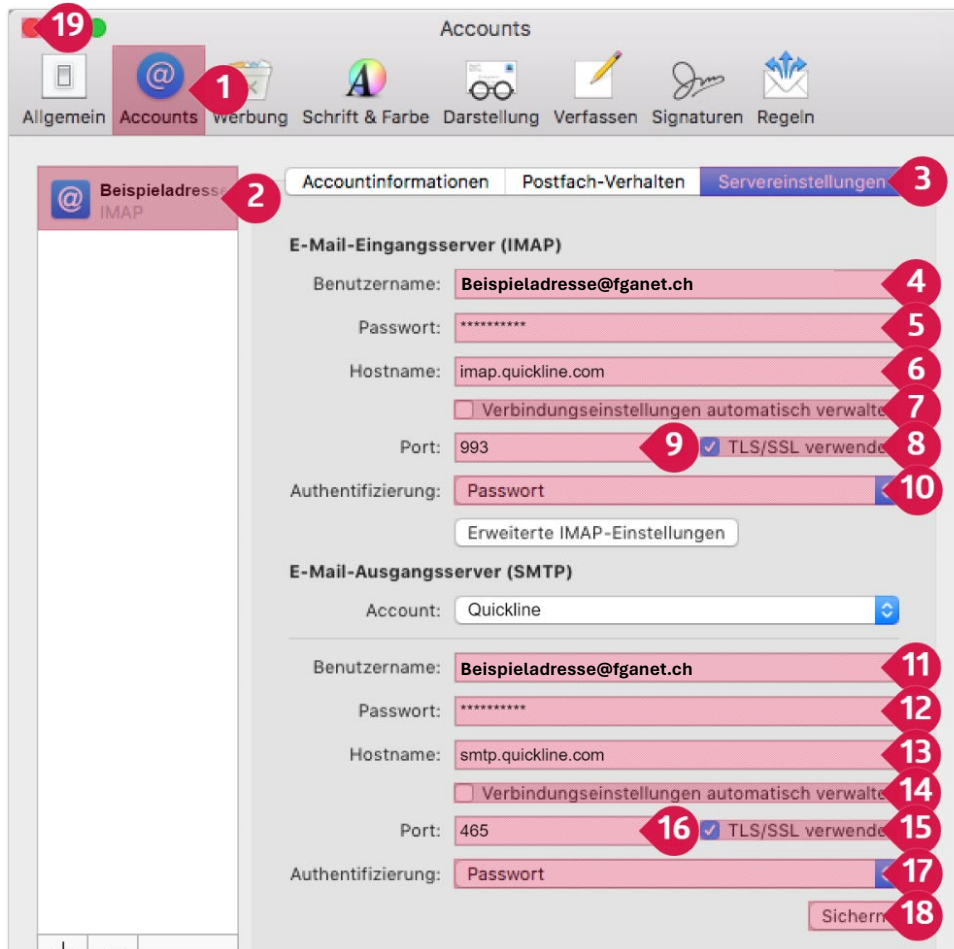 19
Accounts
1
Allgemein Accounts Werbung Schrift & Farbe Darstellung Verfassen Signaturen Regeln
Beispieladresse
IMAP
2
Accountinformationen Postfach-Verhalten Servereinstellungen 3
E-Mail-Eingangsserver (IMAP)
Benutzername: Beispieladresse@fganet.ch 4
Passwort: ********** 5
Hostname: imap.quickline.com 6
Verbindungseinstellungen automatisch verwalte 7
Port: 993 9 TLS/SSL verwende 8
Authentifizierung: Passwort 10
Erweiterte IMAP-Einstellungen
E-Mail-Ausgangsserver (SMTP)
Account: Quickline
Benutzername: Beispieladresse@fganet.ch 11
Passwort: ********** 12
Hostname: smtp.quickline.com 13
Verbindungseinstellungen automatisch verwalte 14
Port: 465 16 TLS/SSL verwende 15
Authentifizierung: Passwort 17
Sichern 18